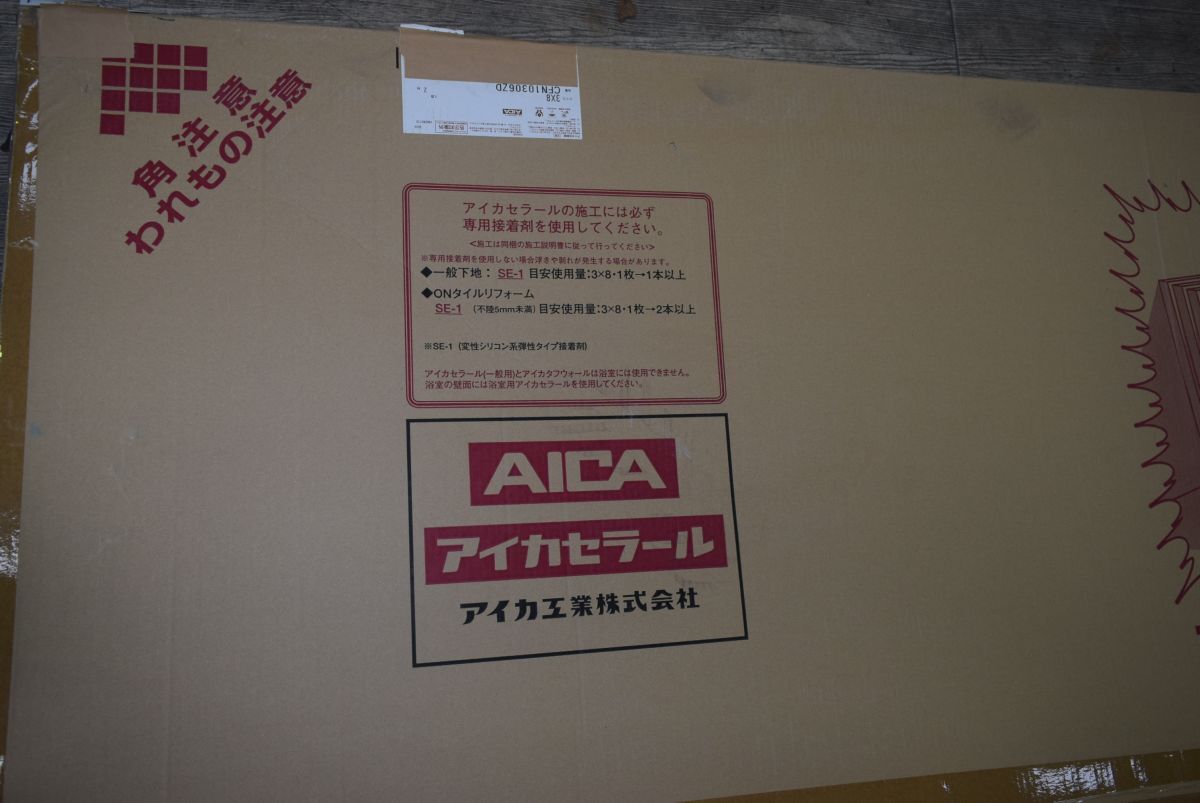 角注意
われもの注意
CFN10306ZD
3X8
AICA
アイカセラールの施工には必ず
専用接着剤を使用してください。
<施工は同梱の施工説明書に従って行ってください>
※専用接着剤を使用しない場合浮きや剥れが発生する場合があります。
◆一般下地： SE-1 目安使用量：3×8・1枚→1本以上
◆ONタイルリフォーム
SE-1 (不陸5mm未満) 目安使用量：3×8・1枚→2本以上
※SE-1 (変性シリコン系弾性タイプ接着剤)
アイカセラール(一般用)とアイカタフウォールは浴室には使用できません。
浴室の壁面には浴室用アイカセラールを使用してください。
AICA
アイカセラール
アイカ工業株式会社